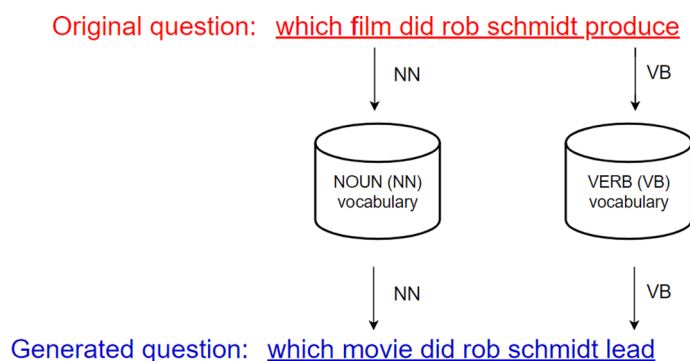 Original question: which film did rob schmidt produce
NN VB
NOUN (NN) VERB (VB)
vocabulary vocabulary
NN VB
Generated question: which movie did rob schmidt lead